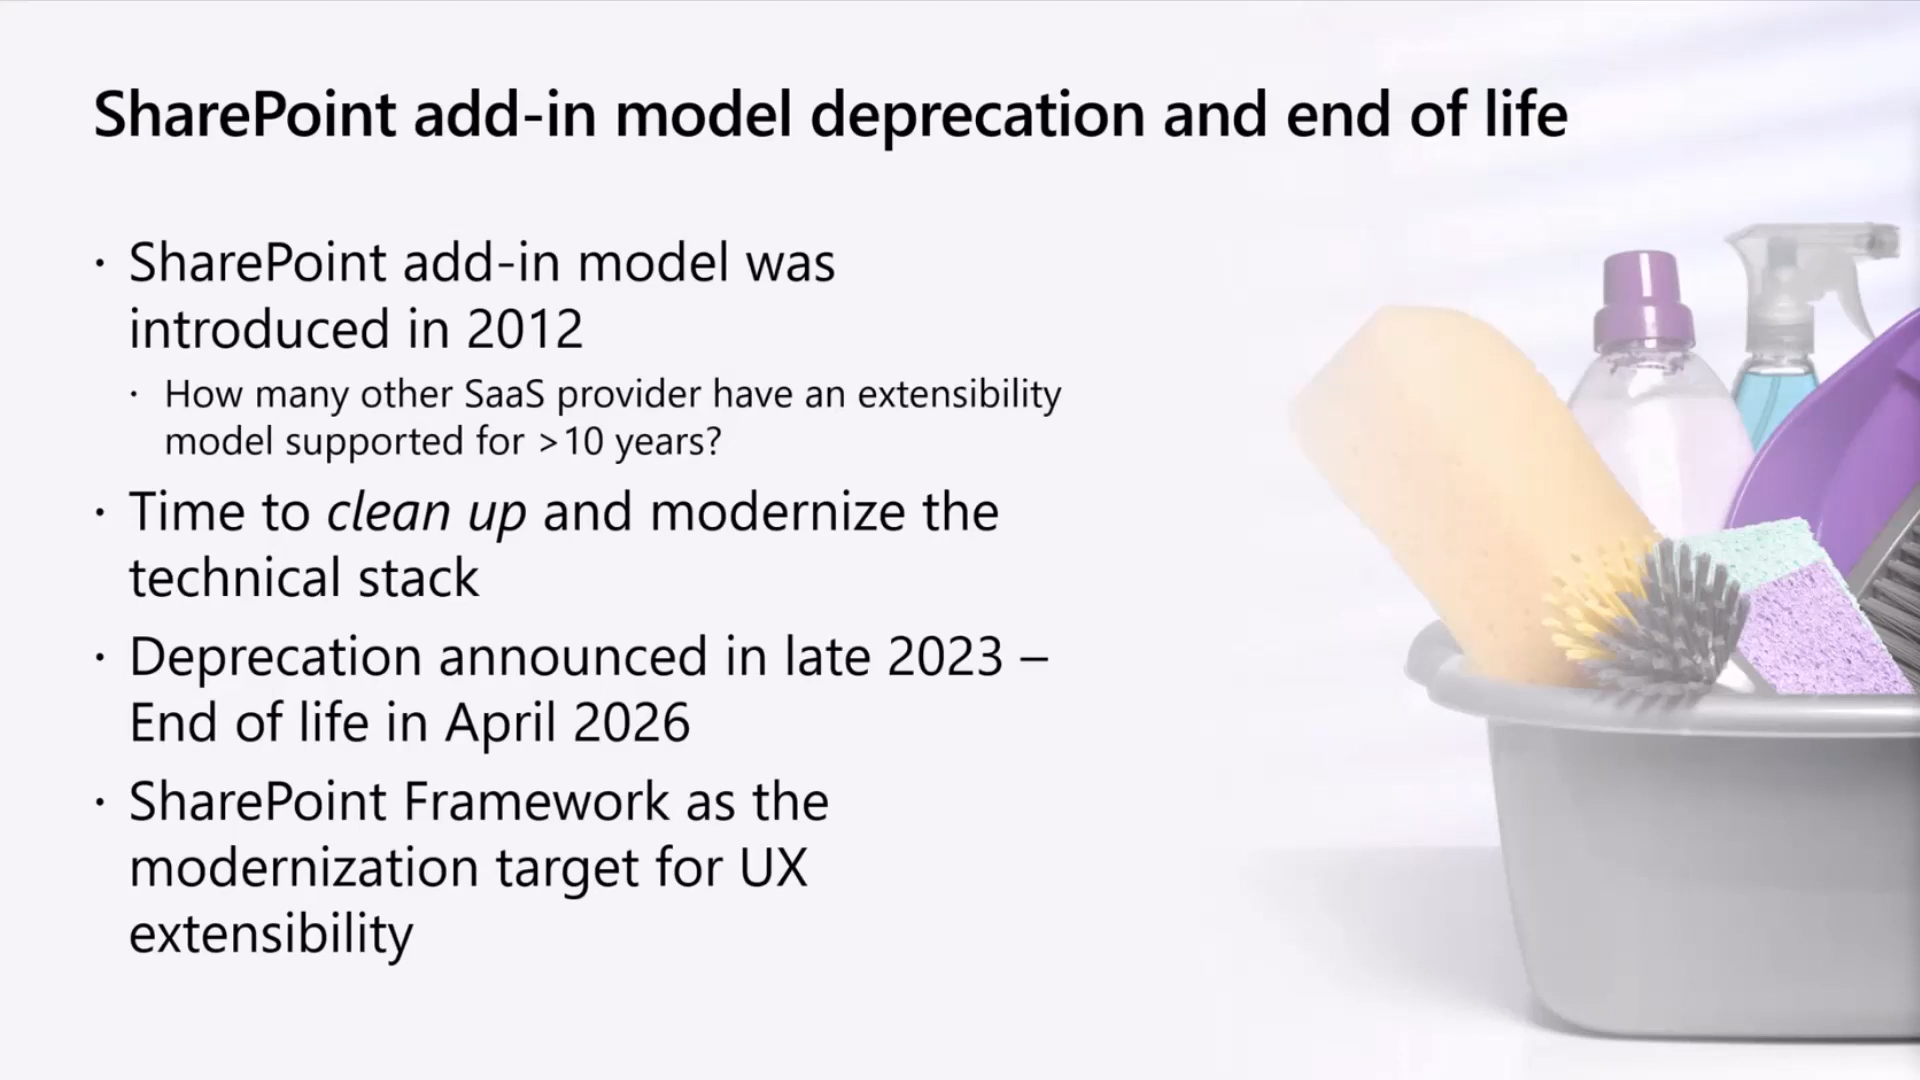 SharePoint add-in model deprecation and end of life
· SharePoint add-in model was
introduced in 2012
· How many other SaaS provider have an extensibility
model supported for >10 years?
· Time to clean up and modernize the
technical stack
· Deprecation announced in late 2023 –
End of life in April 2026
· SharePoint Framework as the
modernization target for UX
extensibility